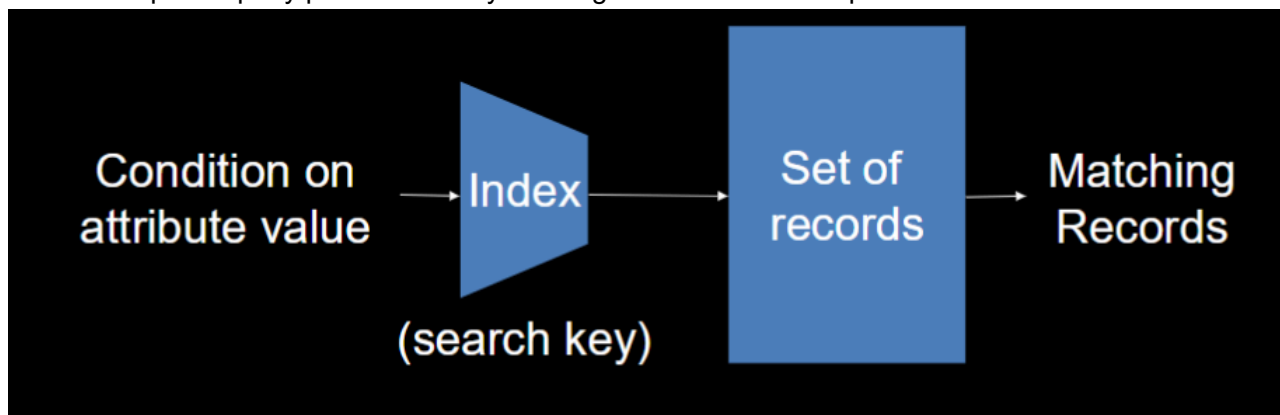 Condition on
attribute value
Index
(search key)
Set of
records
Matching
Records